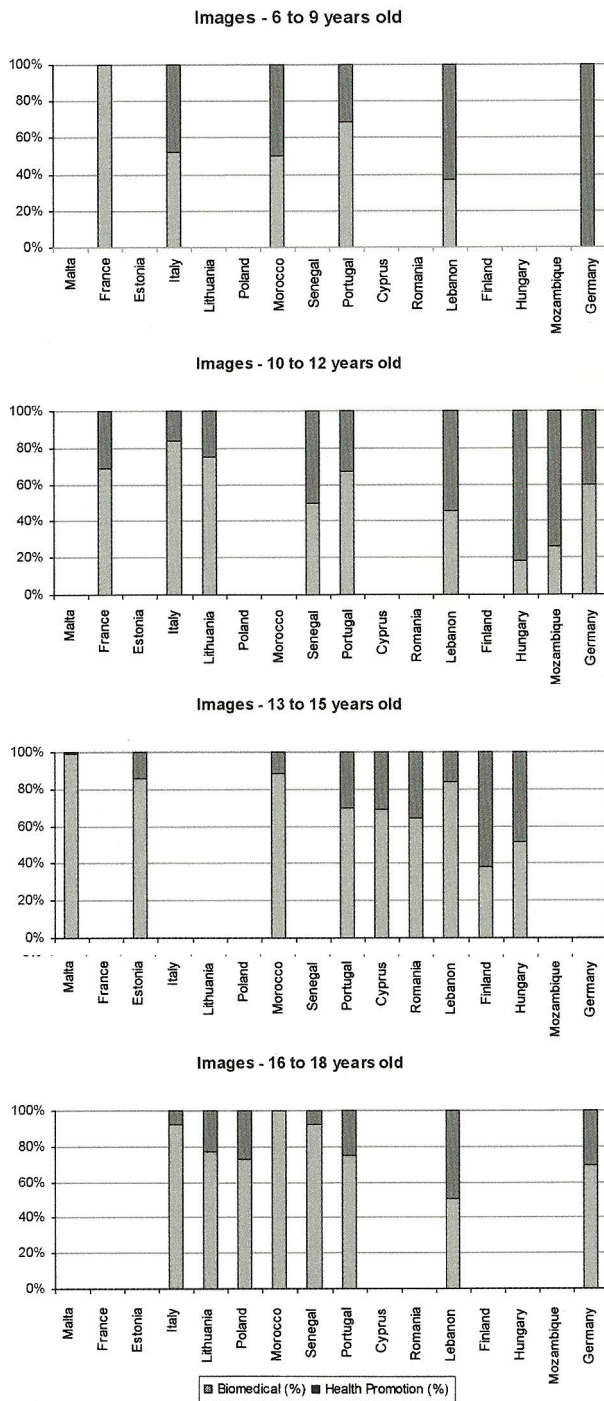 Images - 6 to 9 years old
100%
80%
60%
40%
20%
0%
Malta
France
Estonia
Italy
Lithuania
Poland
Morocco
Senegal
Portugal
Cyprus
Romania
Lebanon
Finland
Hungary
Mozambique
Germany
Images - 10 to 12 years old
100%
80%
60%
40%
20%
0%
Malta
France
Estonia
Italy
Lithuania
Poland
Morocco
Senegal
Portugal
Cyprus
Romania
Lebanon
Finland
Hungary
Mozambique
Germany
Images - 13 to 15 years old
100%
80%
60%
40%
20%
0%
Malta
France
Estonia
Italy
Lithuania
Poland
Morocco
Senegal
Portugal
Cyprus
Romania
Lebanon
Finland
Hungary
Mozambique
Germany
Images - 16 to 18 years old
100%
80%
60%
40%
20%
0%
Malta
France
Estonia
Italy
Lithuania
Poland
Morocco
Senegal
Portugal
Cyprus
Romania
Lebanon
Finland
Hungary
Mozambique
Germany
Biomedical (%) Health Promotion (%)